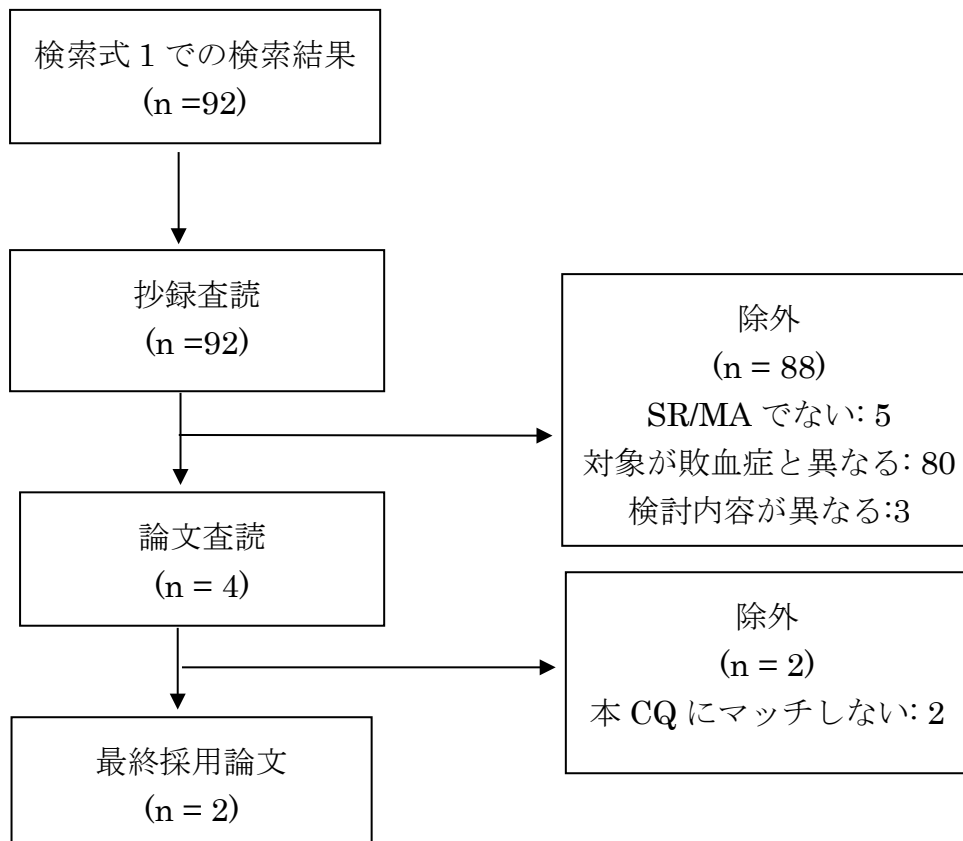 検索式 1 での検索結果
(n =92)
抄録査読
(n =92)
除外
(n = 88)
SR/MA でない: 5
対象が敗血症と異なる: 80
検討内容が異なる:3
論文査読
(n = 4)
除外
(n = 2)
本 CQ にマッチしない: 2
最終採用論文
(n = 2)